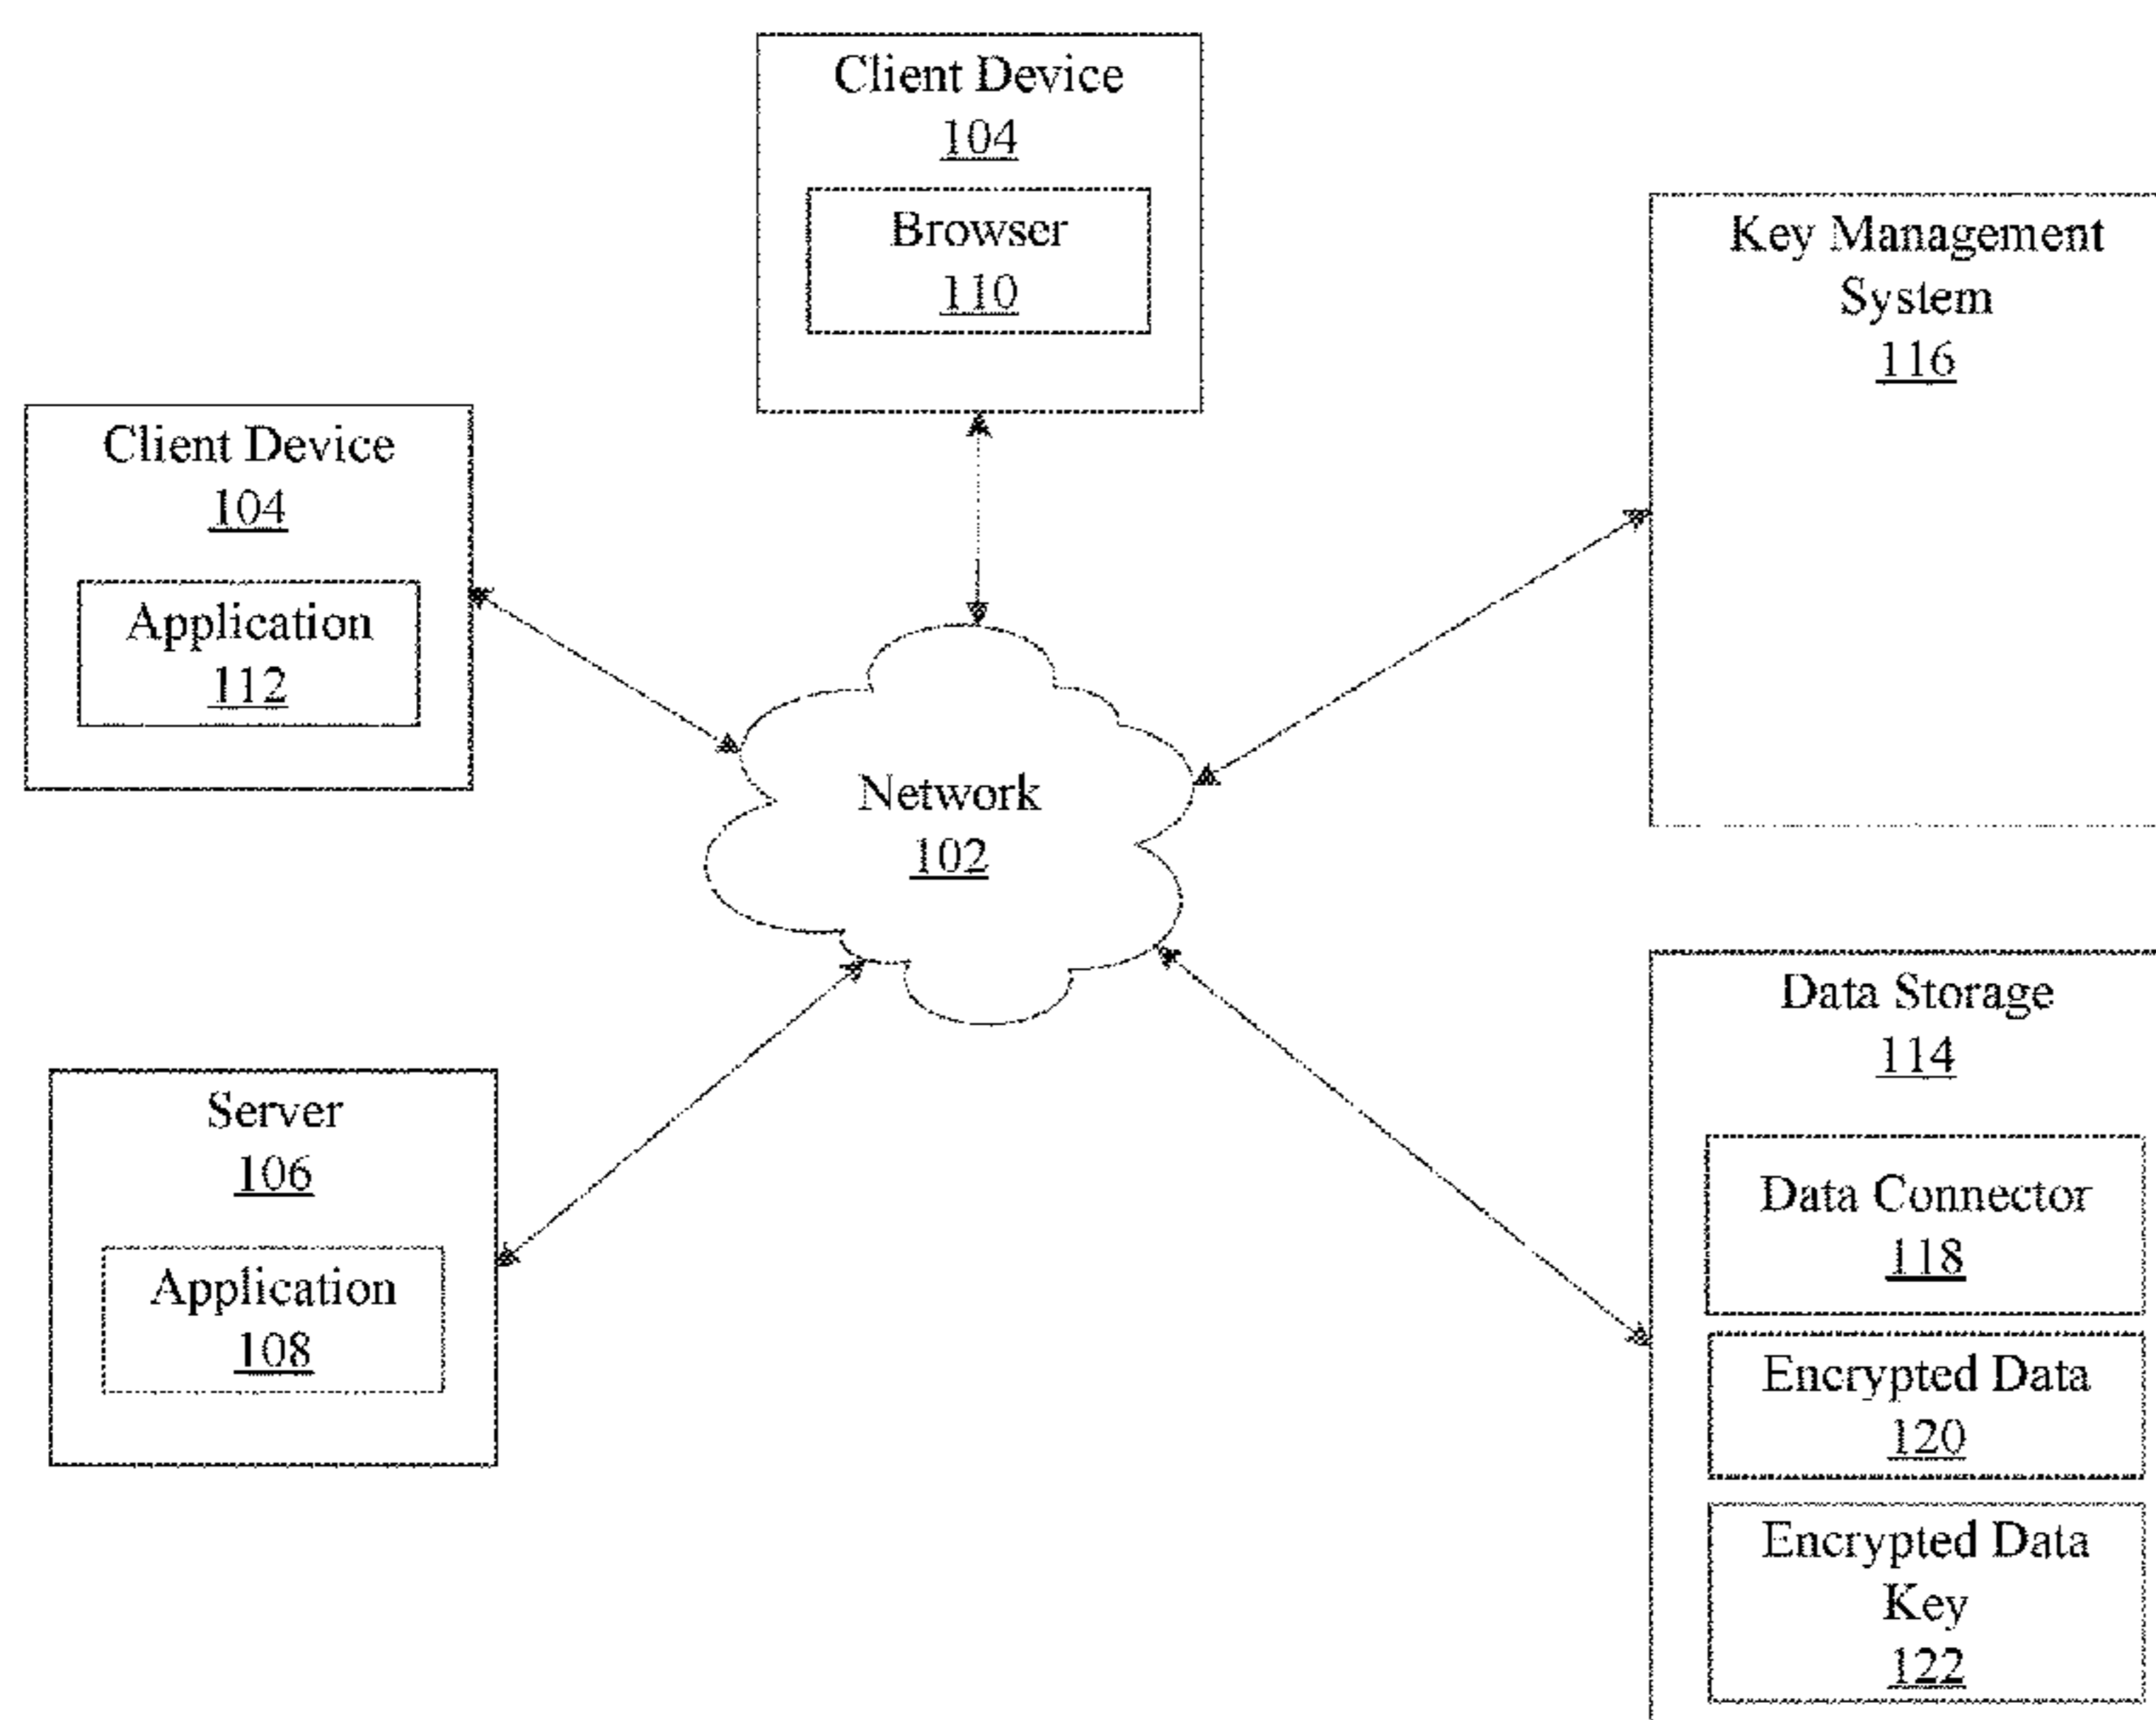 Client Device
104
Browser
110
Key Management
System
116
Client Device
104
Application
112
Network
102
Data Storage
114
Data Connector
118
Encrypted Data
120
Encrypted Data
Key
122
Server
106
Application
108